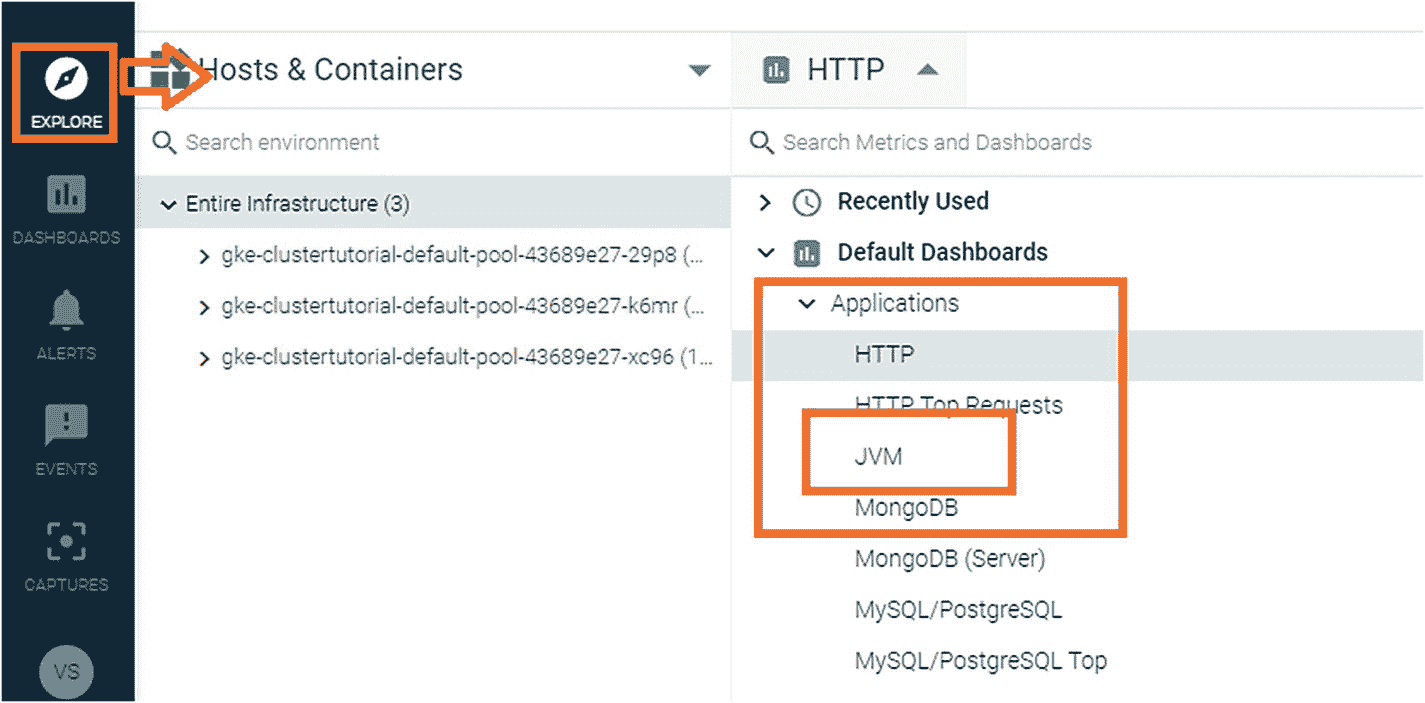 EXPLORE
DASHBOARDS
ALERTS
EVENTS
CAPTURES
VS
Hosts & Containers
Search environment
Entire Infrastructure (3)
gke-clustertutorial-default-pool-43689e27-29p8 (...
gke-clustertutorial-default-pool-43689e27-k6mr (...
gke-clustertutorial-default-pool-43689e27-xc96 (1...
HTTP
Search Metrics and Dashboards
Recently Used
Default Dashboards
Applications
HTTP
HTTP Top Requests
JVM
MongoDB
MongoDB (Server)
MySQL/PostgreSQL
MySQL/PostgreSQL Top